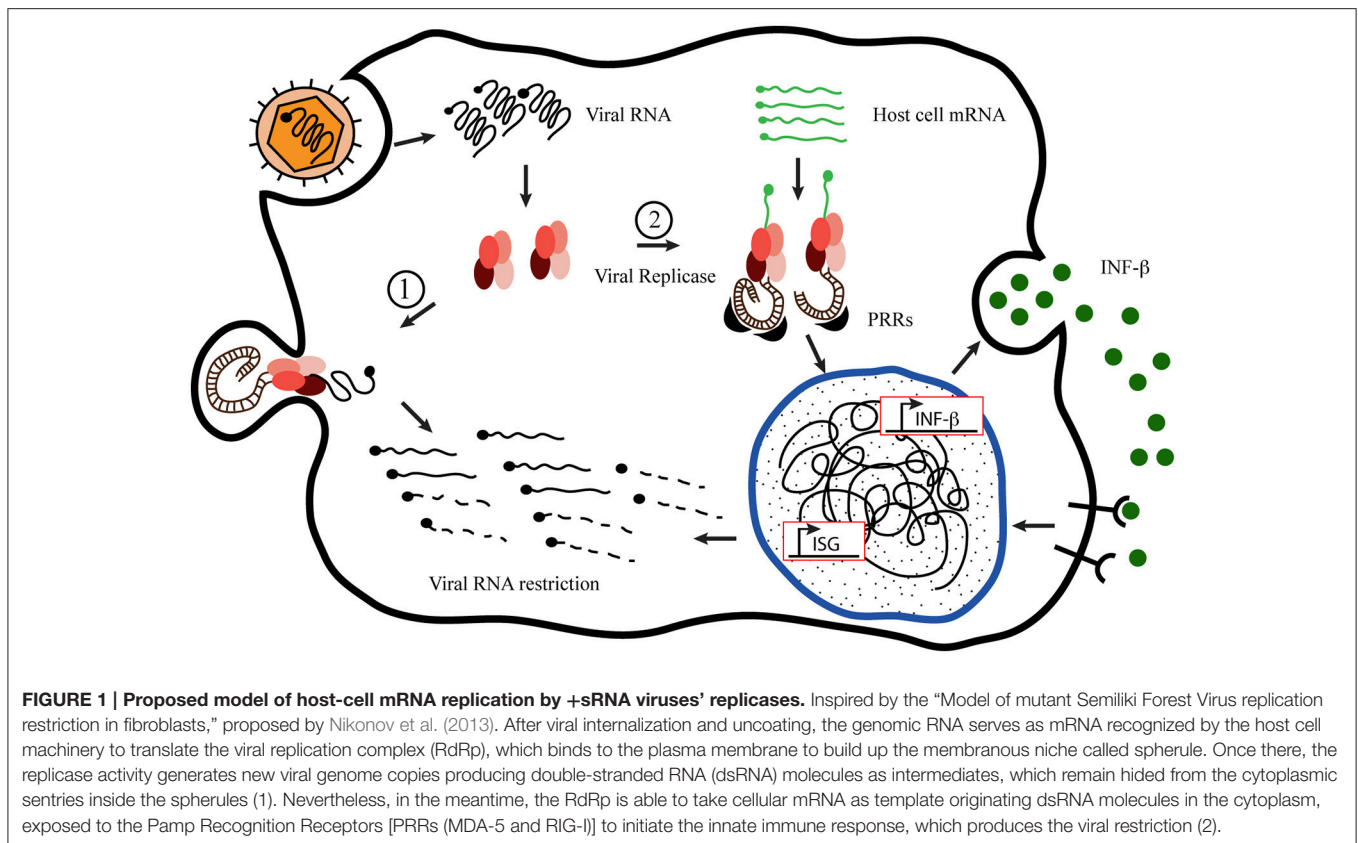 Viral RNA
Host cell mRNA
2
Viral Replicase
1
PRRs
INF-β
INF-β
ISG
Viral RNA restriction
FIGURE 1 | Proposed model of host-cell mRNA replication by +sRNA viruses’ replicases. Inspired by the “Model of mutant Semiliki Forest Virus replication
restriction in fibroblasts,” proposed by Nikonov et al. (2013). After viral internalization and uncoating, the genomic RNA serves as mRNA recognized by the host cell
machinery to translate the viral replication complex (RdRp), which binds to the plasma membrane to build up the membranous niche called spherule. Once there, the
replicase activity generates new viral genome copies producing double-stranded RNA (dsRNA) molecules as intermediates, which remain hided from the cytoplasmic
sentries inside the spherules (1). Nevertheless, in the meantime, the RdRp is able to take cellular mRNA as template originating dsRNA molecules in the cytoplasm,
exposed to the Pamp Recognition Receptors [PRRs (MDA-5 and RIG-I)] to initiate the innate immune response, which produces the viral restriction (2).